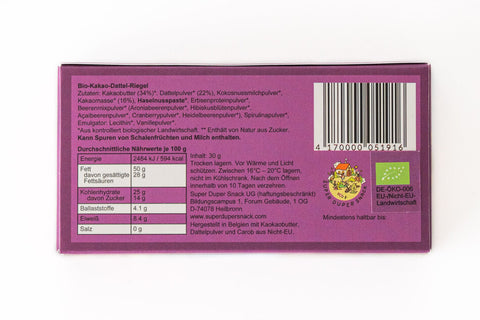 Bio-Kakao-Dattel-Riegel
Zutaten: Kakaobutter (34%)*, Dattelpulver* (22%), Kokosnussmilchpulver*,
Kakaomasse* (16%), Haselnusspaste*, Erbsenproteinpulver*,
Beerenmixpulver* (Aroniabeerenpulver*, Hibiskusblütenpulver*,
Açaibeerenpulver*, Cranberrypulver*, Heidelbeerenpulver*), Spirulinapulver*,
Emulgator: Lecithin*, Vanillepulver*.
*Aus kontrolliert biologischer Landwirtschaft, ** Enthält von Natur aus Zucker.
Kann Spuren von Schalenfrüchten und Milch enthalten.
Durchschnittliche Nährwerte je 100 g
Energie 2484 kJ / 594 kcal
Fett 50 g
davon gesättigte 28 g
Fettsäuren
Kohlenhydrate 25 g
davon Zucker 14 g
Ballaststoffe 4.1 g
Eiweiß 8.4 g
Salz 0 g
Inhalt: 30 g
Trocken lagern. Vor Wärme und Licht
schützen. Zwischen 16°C – 20°C lagern,
nicht im Kühlschrank. Nach dem Öffnen
innerhalb von 10 Tagen verzehren.
Super Duper Snack UG (haftungsbeschränkt)
Bildungscampus 1, Forum Gebäude, 1 OG
D-74078 Heilbronn
www.superdupersnack.com
Hergestellt in Belgien mit Kaokaobutter,
Dattelpulver und Carob aus Nicht-EU.
4 170000 051916
SUPER DUPER SNACK
DE-ÖKO-006
EU-/Nicht-EU-
Landwirtschaft
Mindestens haltbar bis: